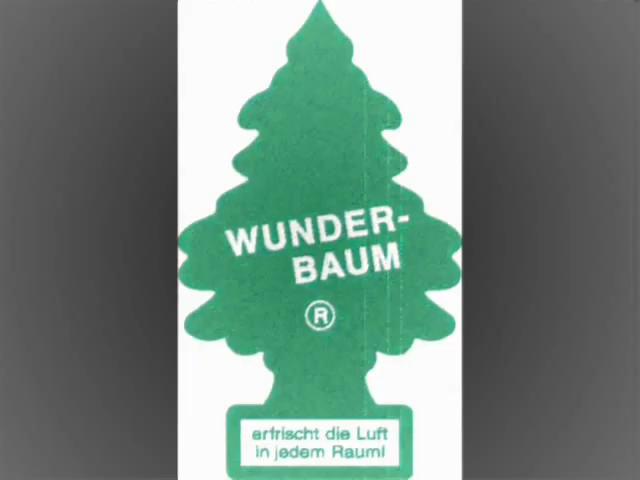 WUNDER-
BAUM
®
erfrischt die Luft
in jedem Raum!